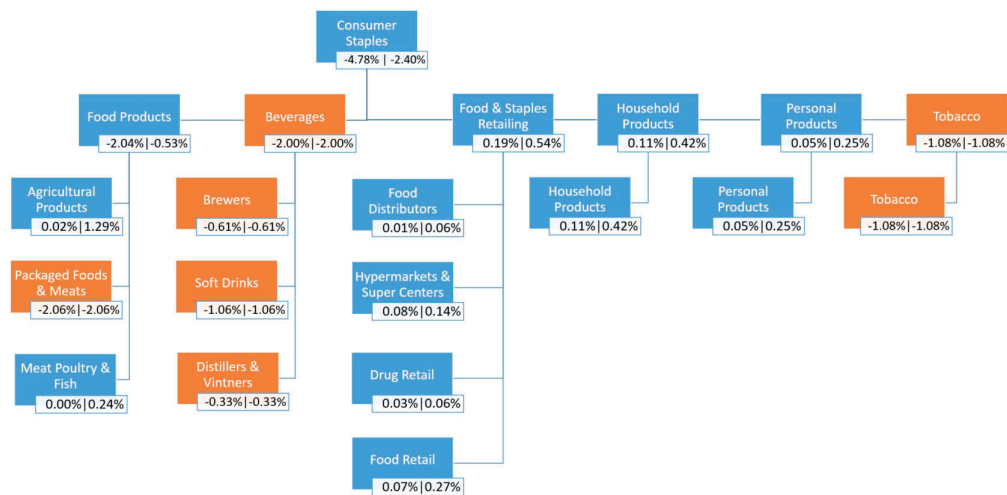 Consumer
Staples
-4.78% | -2.40%
Food Products
-2.04%|-0.53%
Beverages
-2.00%|-2.00%
Food & Staples
Retailing
0.19%|0.54%
Household
Products
0.11%|0.42%
Personal
Products
0.05%|0.25%
Tobacco
-1.08%|-1.08%
Agricultural
Products
0.02%|1.29%
Brewers
-0.61%|-0.61%
Food
Distributors
0.01%|0.06%
Household
Products
0.11%|0.42%
Personal
Products
0.05%|0.25%
Tobacco
-1.08%|-1.08%
Packaged Foods
& Meats
-2.06%|-2.06%
Soft Drinks
-1.06%|-1.06%
Hypermarkets &
Super Centers
0.08%|0.14%
Meat Poultry &
Fish
0.00%|0.24%
Distillers &
Vintners
-0.33%|-0.33%
Drug Retail
0.03%|0.06%
Food Retail
0.07%|0.27%